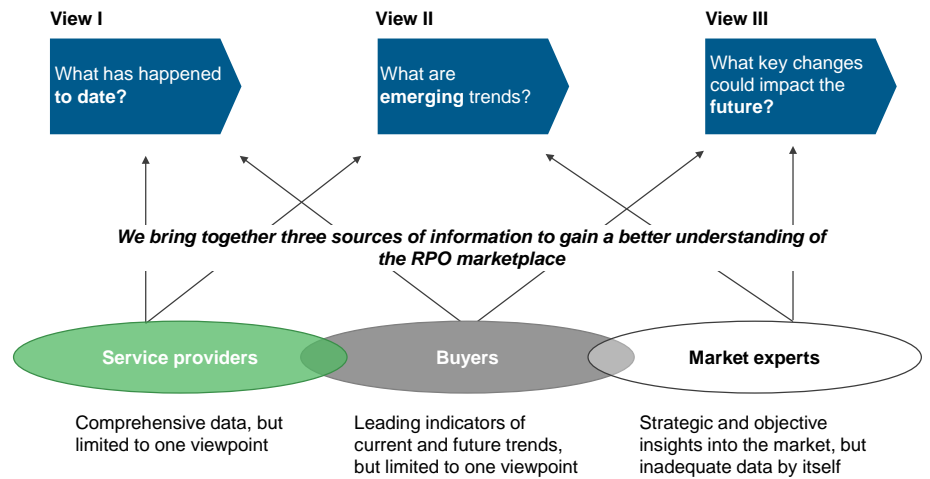 View I
View II
View III
What has happened
to date?
What are
emerging trends?
What key changes
could impact the
future?
We bring together three sources of information to gain a better understanding of
the RPO marketplace
Service providers
Buyers
Market experts
Comprehensive data, but
limited to one viewpoint
Leading indicators of
current and future trends,
but limited to one viewpoint
Strategic and objective
insights into the market, but
inadequate data by itself